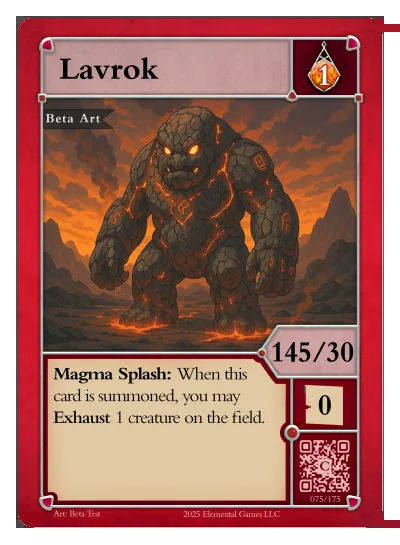 Lavrok
1
Beta Art
145/30
Magma Splash: When this
card is summoned, you may
Exhaust 1 creature on the field.
0
C
075/175
Art: Beta Test
2025 Elemental Games LLC